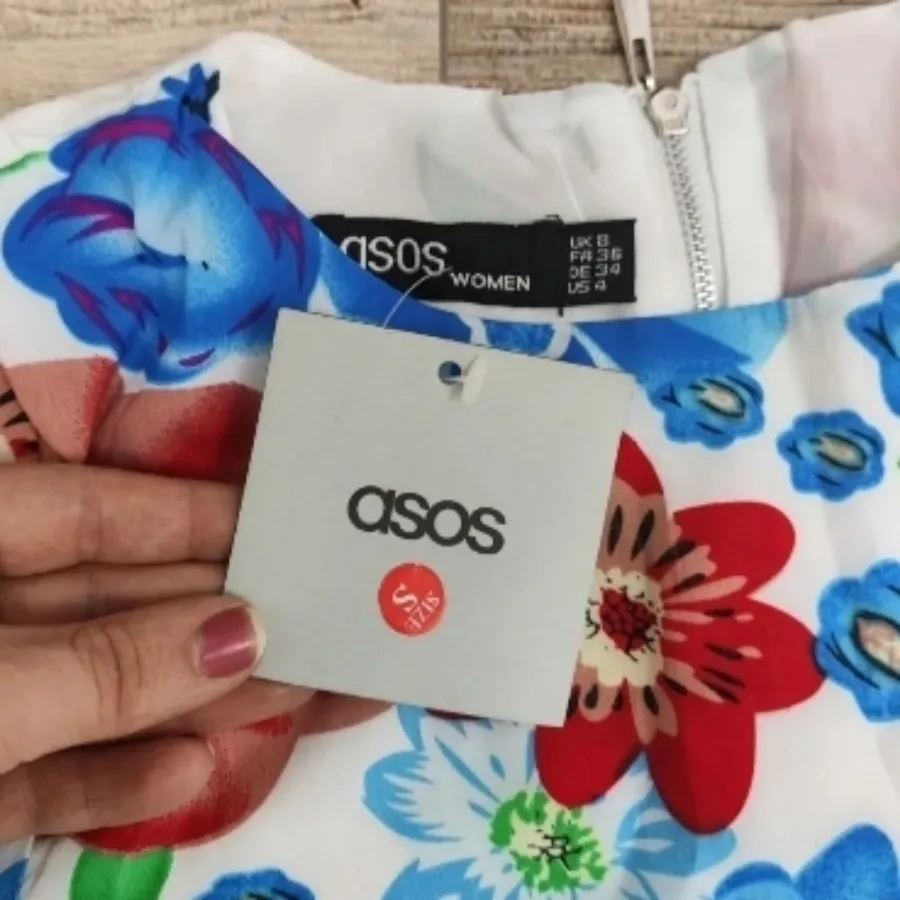 asos
WOMEN
UK 8
FR 36
DE 34
US 4
asos
S
SIZE